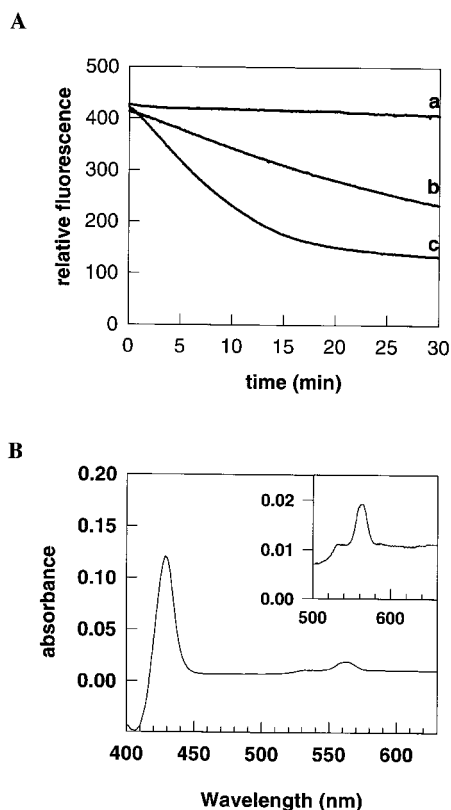 A
500
400
300
200
100
0
relative fluorescence
a
b
c
0 5 10 15 20 25 30
time (min)
B
0.20
0.15
0.10
0.05
0.00
absorbance
0.02
0.01
0.00
500 600
400 450 500 550 600
Wavelength (nm)